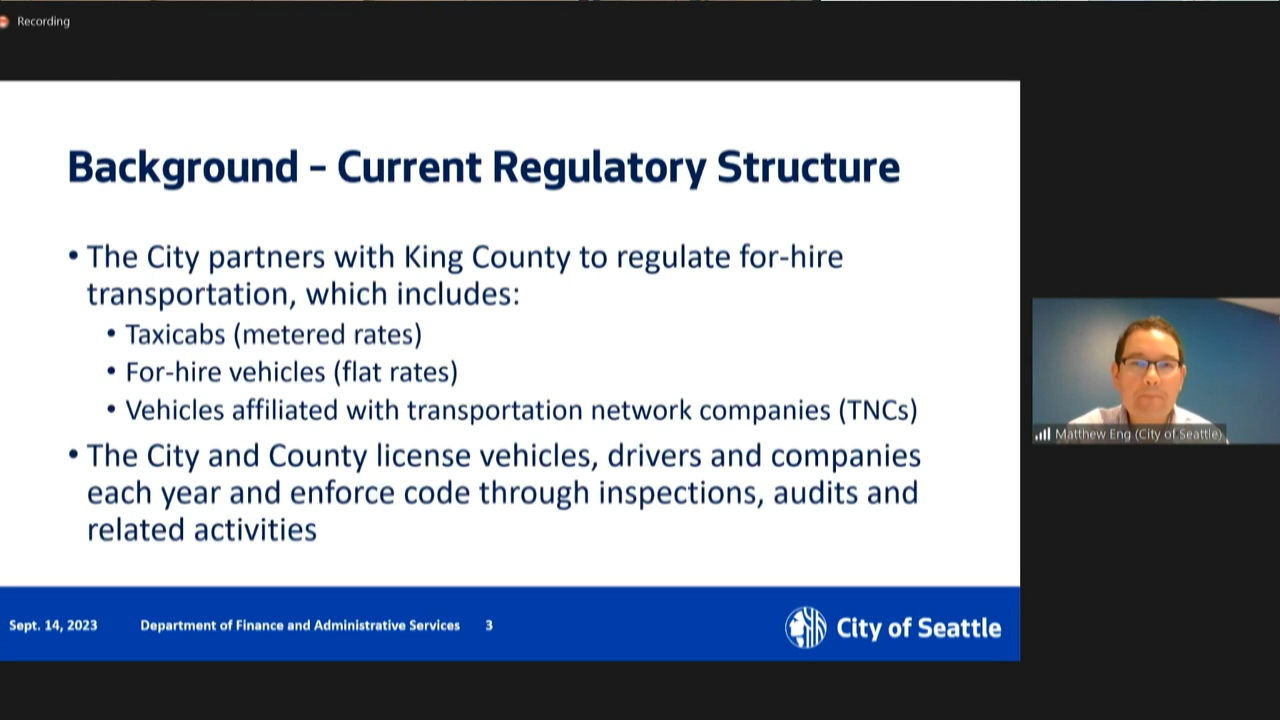 Recording
Background – Current Regulatory Structure
• The City partners with King County to regulate for-hire
transportation, which includes:
• Taxicabs (metered rates)
• For-hire vehicles (flat rates)
• Vehicles affiliated with transportation network companies (TNCs)
• The City and County license vehicles, drivers and companies
each year and enforce code through inspections, audits and
related activities
Matthew Eng (City of Seattle)
Sept. 14, 2023 Department of Finance and Administrative Services 3
City of Seattle